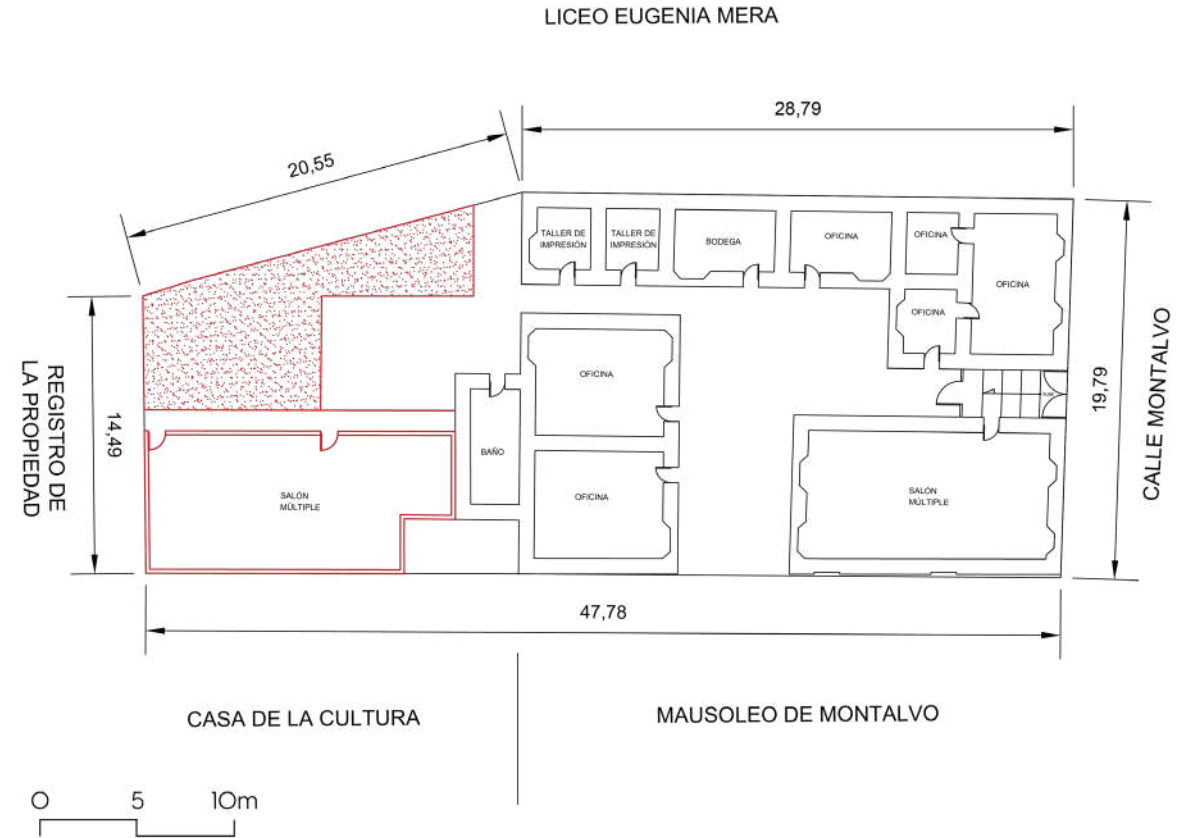 LICEO EUGENIA MERA
28,79
20,55
TALLER DE
IMPRESIÓN
TALLER DE
IMPRESIÓN
BODEGA
OFICINA
OFICINA
OFICINA
OFICINA
REGISTRO DE
LA PROPIEDAD
14,49
OFICINA
BAÑO
OFICINA
SALÓN
MÚLTIPLE
SALÓN
MÚLTIPLE
19,79
CALLE MONTALVO
47,78
CASA DE LA CULTURA
MAUSOLEO DE MONTALVO
0 5 10m